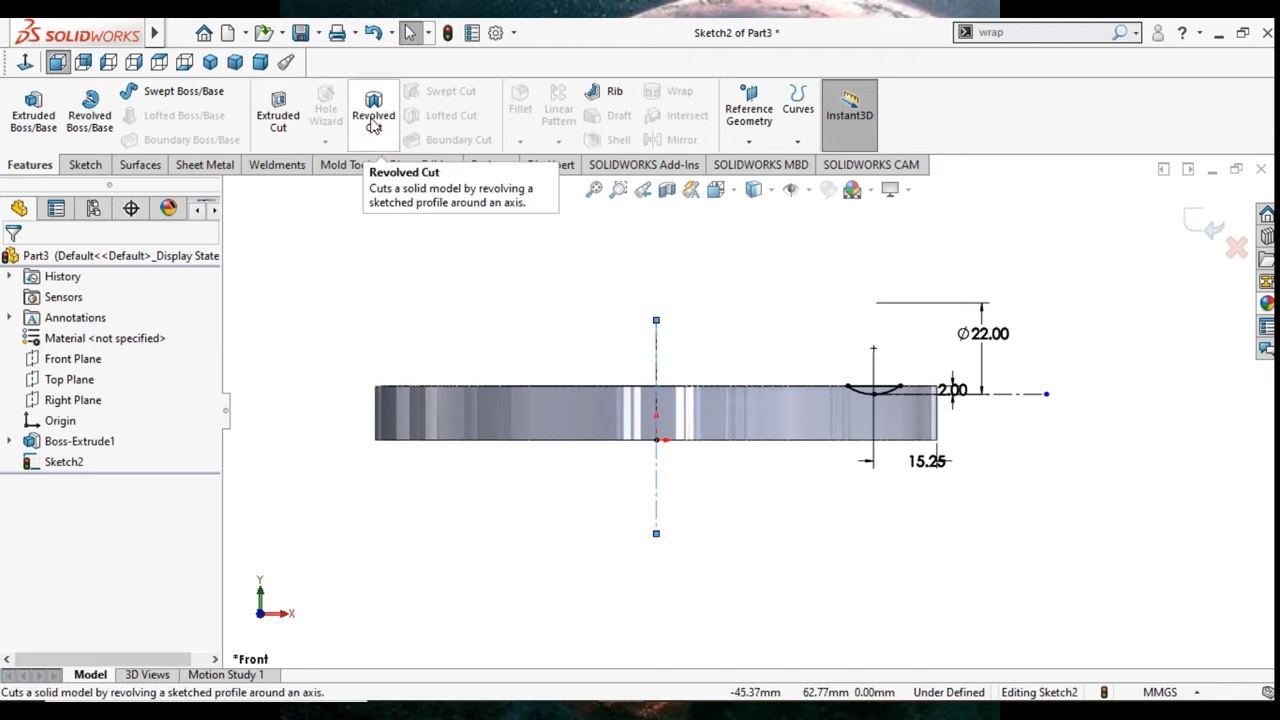 SOLIDWORKS
Sketch2 of Part3 *
wrap
Extruded Boss/Base
Revolved Boss/Base
Swept Boss/Base
Lofted Boss/Base
Boundary Boss/Base
Extruded Cut
Hole Wizard
Revolved Cut
Swept Cut
Lofted Cut
Boundary Cut
Fillet
Linear Pattern
Rib
Draft
Shell
Wrap
Intersect
Mirror
Reference Geometry
Curves
Instant3D
Features
Sketch
Surfaces
Sheet Metal
Weldments
SOLIDWORKS Add-Ins
SOLIDWORKS MBD
SOLIDWORKS CAM
Revolved Cut
Cuts a solid model by revolving a
sketched profile around an axis.
Part3 (Default<<Default>_Display State
History
Sensors
Annotations
Material <not specified>
Front Plane
Top Plane
Right Plane
Origin
Boss-Extrude1
Sketch2
Ø22.00
2.00
15.25
Y
X
*Front
Model
3D Views
Motion Study 1
Cuts a solid model by revolving a sketched profile around an axis.
-45.37mm
62.77mm 0.00mm
Under Defined
Editing Sketch2
MMGS